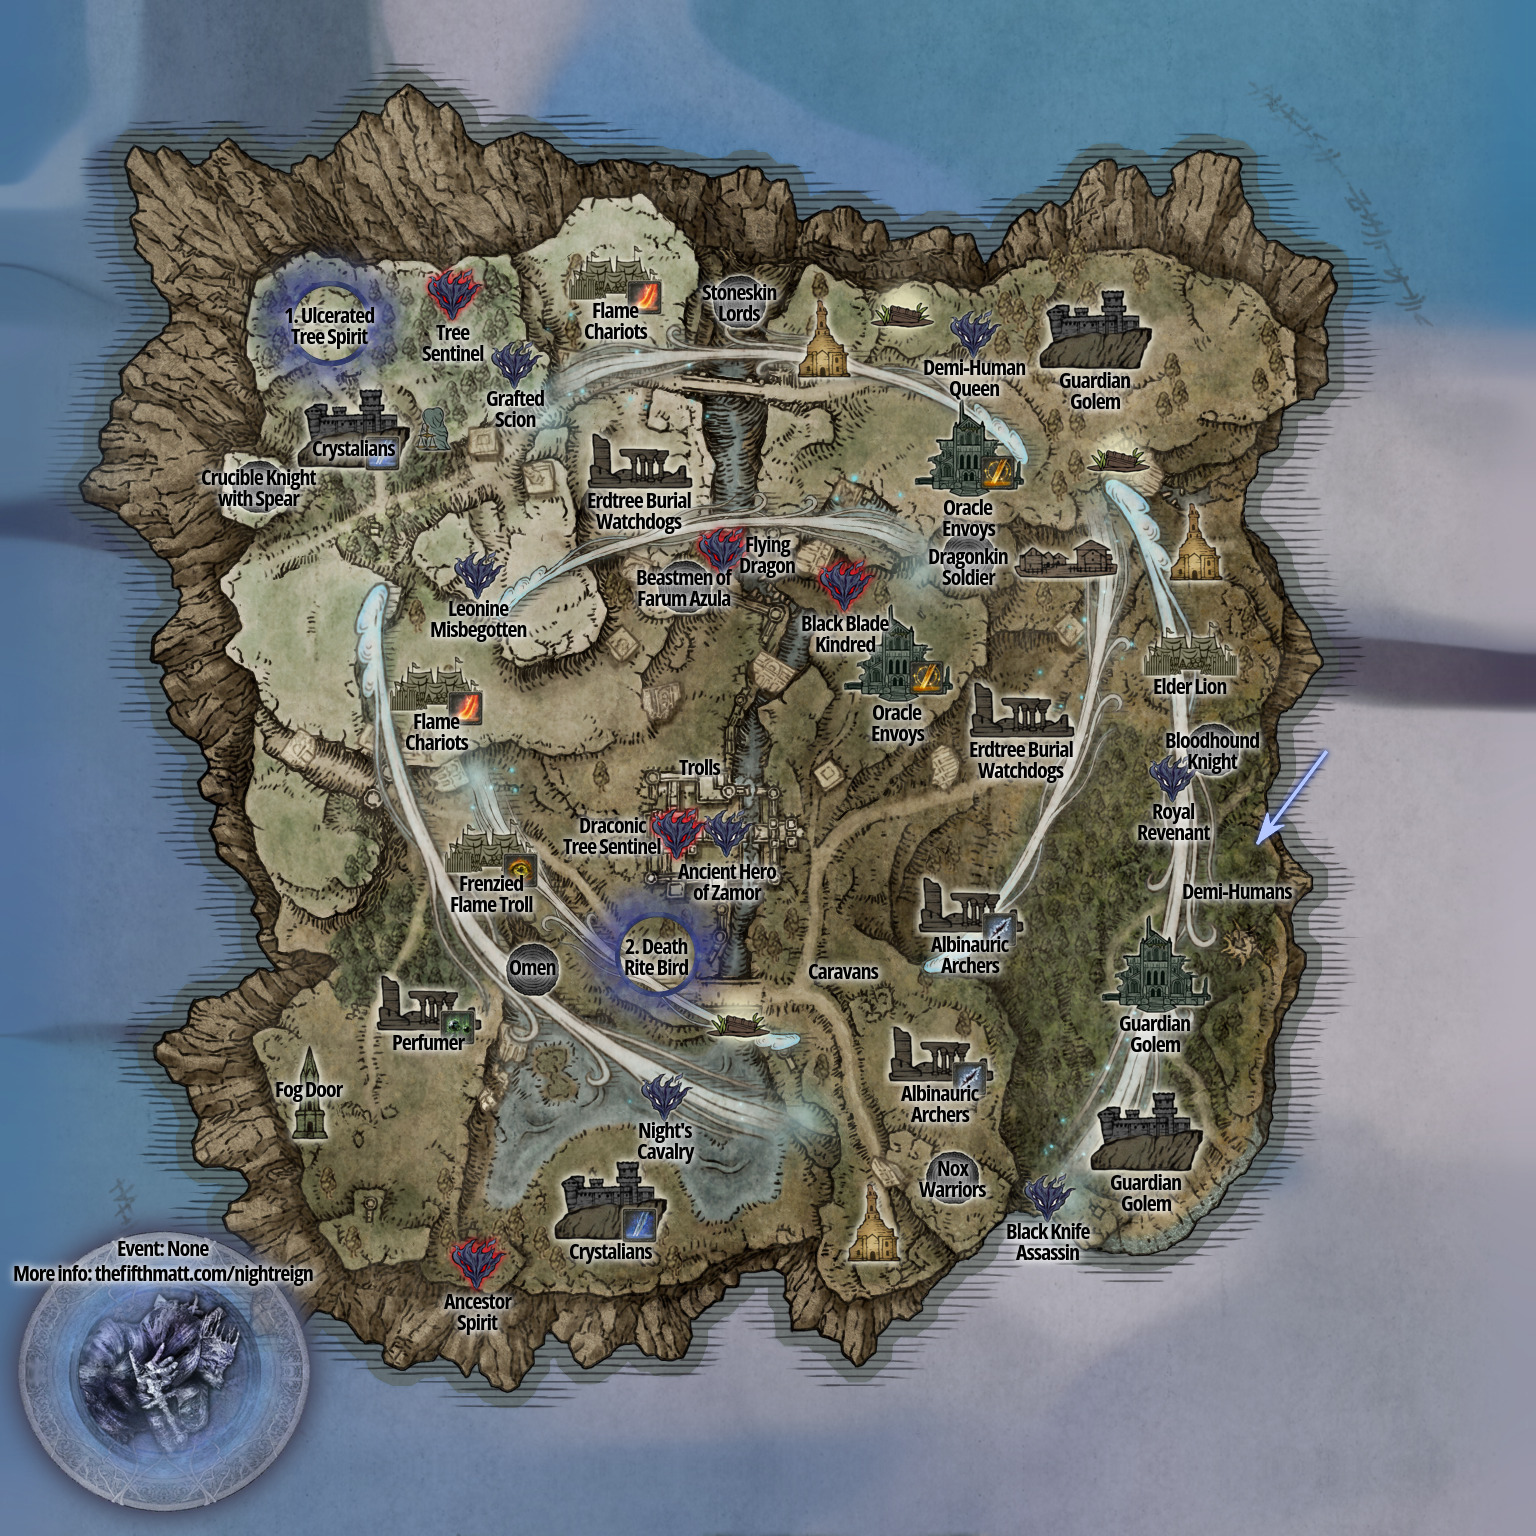 1. Ulcerated
Tree Spirit
Tree
Sentinel
Flame
Chariots
Stoneskin
Lords
Grafted
Scion
Demi-Human
Queen
Guardian
Golem
Crystalians
Crucible Knight
with Spear
Erdtree Burial
Watchdogs
Oracle
Envoys
Flying
Dragon
Dragonkin
Soldier
Beastmen of
Farum Azula
Leonine
Misbegotten
Black Blade
Kindred
Elder Lion
Flame
Chariots
Oracle
Envoys
Erdtree Burial
Watchdogs
Bloodhound
Knight
Trolls
Royal
Revenant
Draconic
Tree Sentinel
Ancient Hero
of Zamor
Frenzied
Flame Troll
Demi-Humans
2. Death
Rite Bird
Omen
Caravans
Albinauric
Archers
Perfumer
Guardian
Golem
Fog Door
Albinauric
Archers
Night's
Cavalry
Nox
Warriors
Guardian
Golem
Black Knife
Assassin
Crystalians
Ancestor
Spirit
Event: None
More info: thefifthmatt.com/nightreign